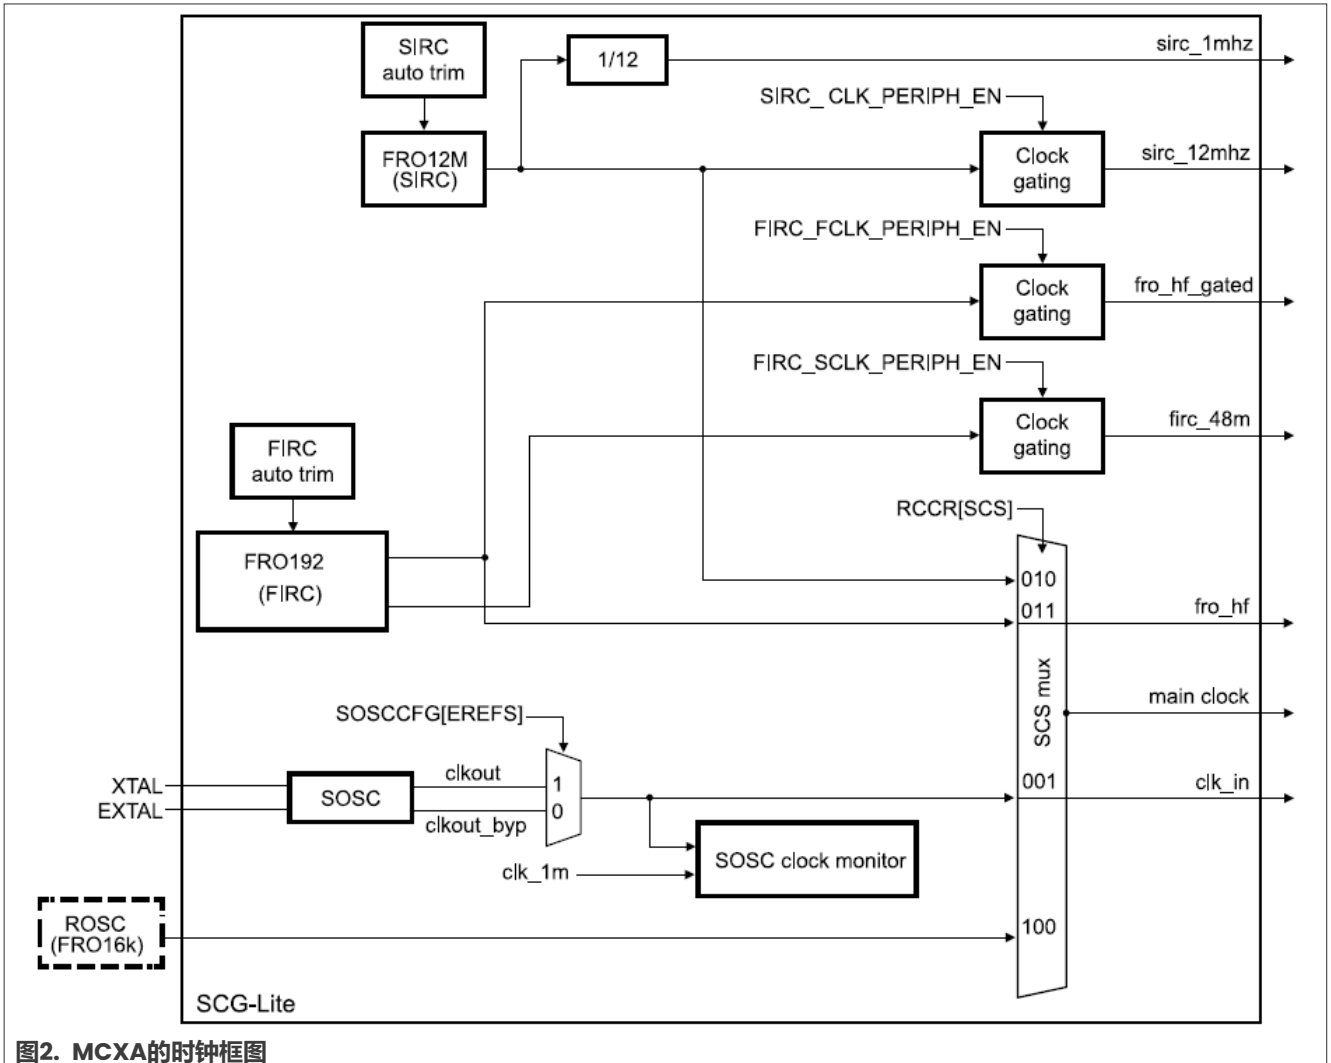 SIRC
auto trim
1/12
sirc_1mhz
SIRC_ CLK_PERIPH_EN
FRO12M
(SIRC)
Clock
gating
sirc_12mhz
FIRC_FCLK_PERIPH_EN
Clock
gating
fro_hf_gated
FIRC_SCLK_PERIPH_EN
Clock
gating
firc_48m
FIRC
auto trim
RCCR[SCS]
FRO192
(FIRC)
010
011
fro_hf
SCS mux
main clock
SOSCCFG[EREFS]
XTAL
EXTAL
SOSC
clkout
clkout_byp
1
0
001
clk_in
clk_1m
SOSC clock monitor
ROSC
(FRO16k)
100
SCG-Lite
图2. MCXA的时钟框图